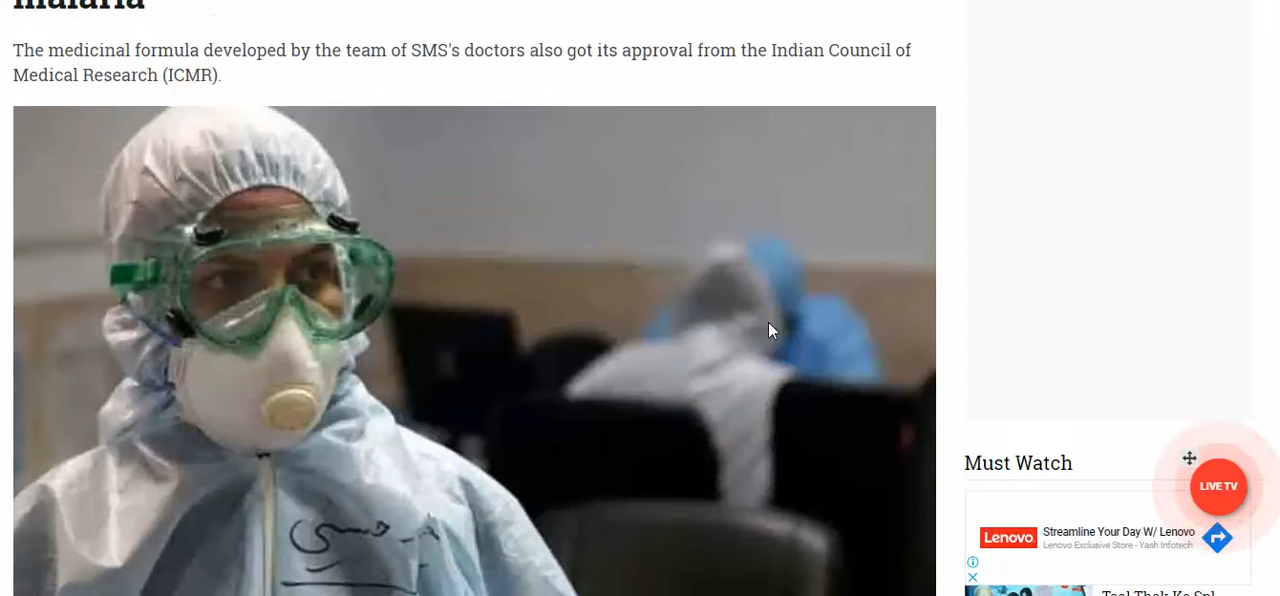 malaria
The medicinal formula developed by the team of SMS's doctors also got its approval from the Indian Council of
Medical Research (ICMR).
Must Watch
LIVE TV
Lenovo
Streamline Your Day W/ Lenovo
Lenovo Exclusive Store - Yash Infotech